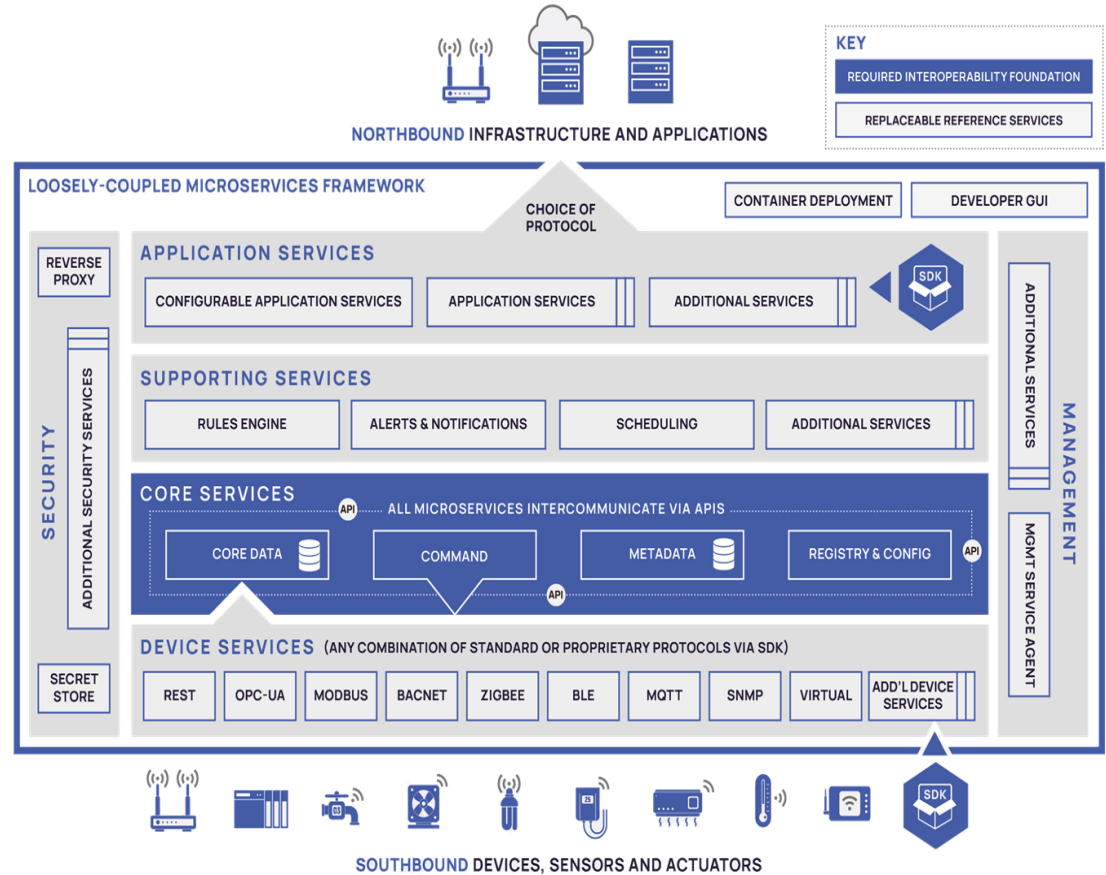 KEY
REQUIRED INTEROPERABILITY FOUNDATION
REPLACEABLE REFERENCE SERVICES
NORTHBOUND INFRASTRUCTURE AND APPLICATIONS
LOOSELY-COUPLED MICROSERVICES FRAMEWORK
CONTAINER DEPLOYMENT
DEVELOPER GUI
CHOICE OF
PROTOCOL
REVERSE
PROXY
SECURITY
ADDITIONAL SECURITY SERVICES
SECRET
STORE
APPLICATION SERVICES
CONFIGURABLE APPLICATION SERVICES
APPLICATION SERVICES
ADDITIONAL SERVICES
SDK
SUPPORTING SERVICES
RULES ENGINE
ALERTS & NOTIFICATIONS
SCHEDULING
ADDITIONAL SERVICES
CORE SERVICES
API
ALL MICROSERVICES INTERCOMMUNICATE VIA APIS
CORE DATA
COMMAND
METADATA
REGISTRY & CONFIG
API
API
DEVICE SERVICES (ANY COMBINATION OF STANDARD OR PROPRIETARY PROTOCOLS VIA SDK)
REST
OPC-UA
MODBUS
BACNET
ZIGBEE
BLE
MQTT
SNMP
VIRTUAL
ADD'L DEVICE
SERVICES
ADDITIONAL SERVICES
MANAGEMENT
MGMT SERVICE AGENT
03
25
SDK
SOUTHBOUND DEVICES, SENSORS AND ACTUATORS